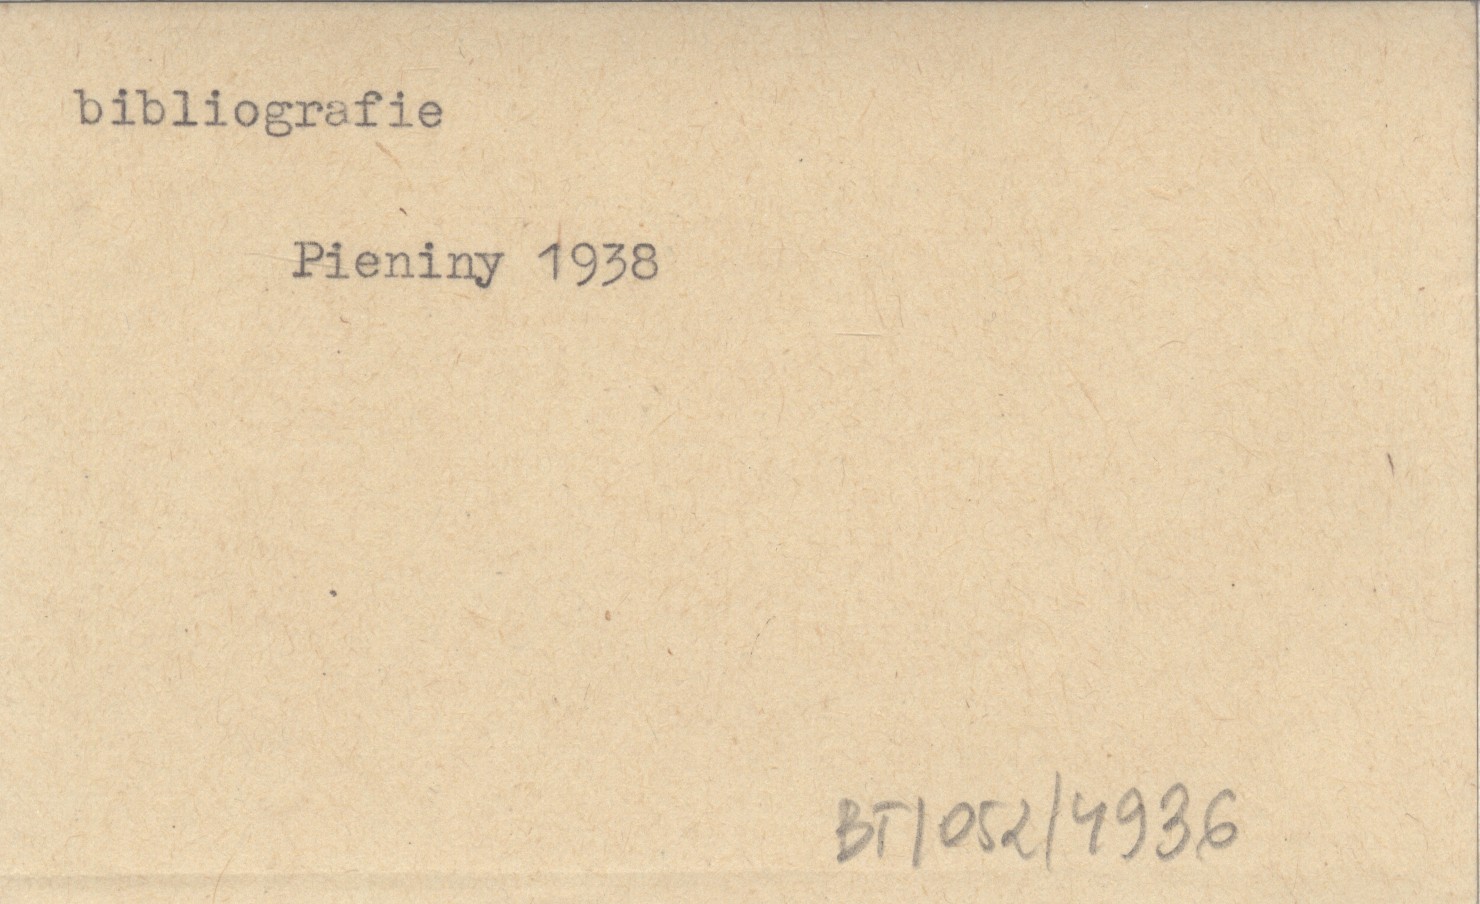 bibliografie
Pieniny 1938
BT/052/4936